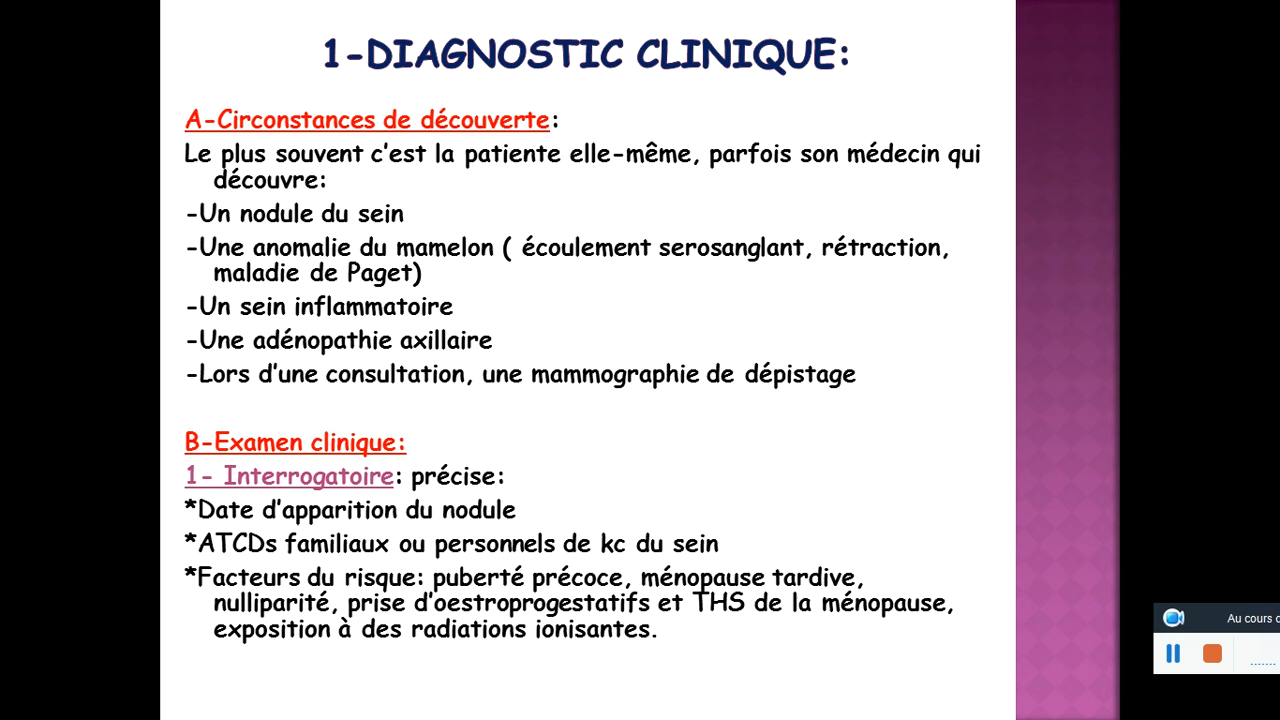 1-DIAGNOSTIC CLINIQUE:
A-Circonstances de découverte:
Le plus souvent c'est la patiente elle-même, parfois son médecin qui
découvre:
-Un nodule du sein
-Une anomalie du mamelon ( écoulement serosanglant, rétraction,
maladie de Paget)
-Un sein inflammatoire
-Une adénopathie axillaire
-Lors d'une consultation, une mammographie de dépistage
B-Examen clinique:
1- Interrogatoire: précise:
*Date d'apparition du nodule
*ATCDs familiaux ou personnels de kc du sein
*Facteurs du risque: puberté précoce, ménopause tardive,
nulliparité, prise d'oestroprogestatifs et THS de la ménopause,
exposition à des radiations ionisantes.
Au cours